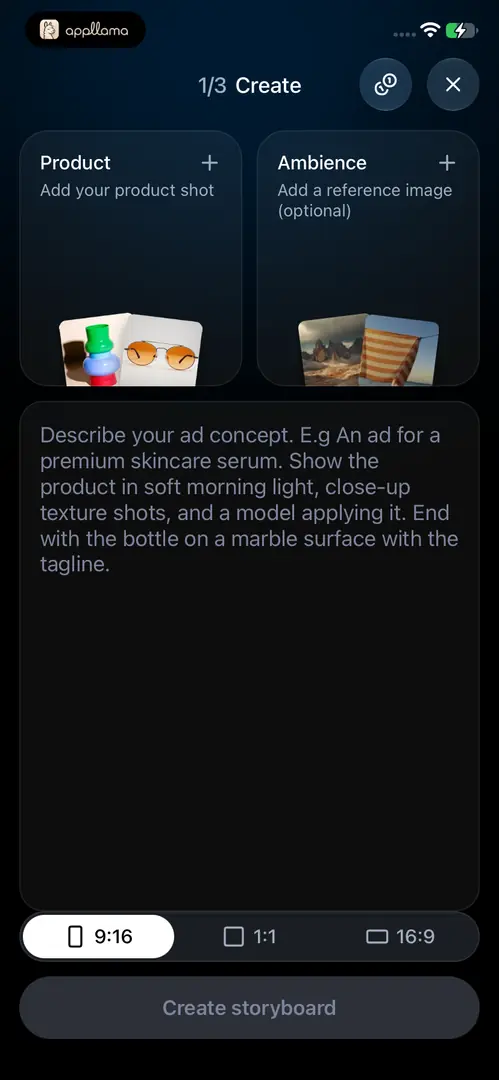 appllama
1/3 Create
Product
Add your product shot
Ambience
Add a reference image
(optional)
Describe your ad concept. E.g An ad for a
premium skincare serum. Show the
product in soft morning light, close-up
texture shots, and a model applying it. End
with the bottle on a marble surface with the
tagline.
9:16
1:1
16:9
Create storyboard